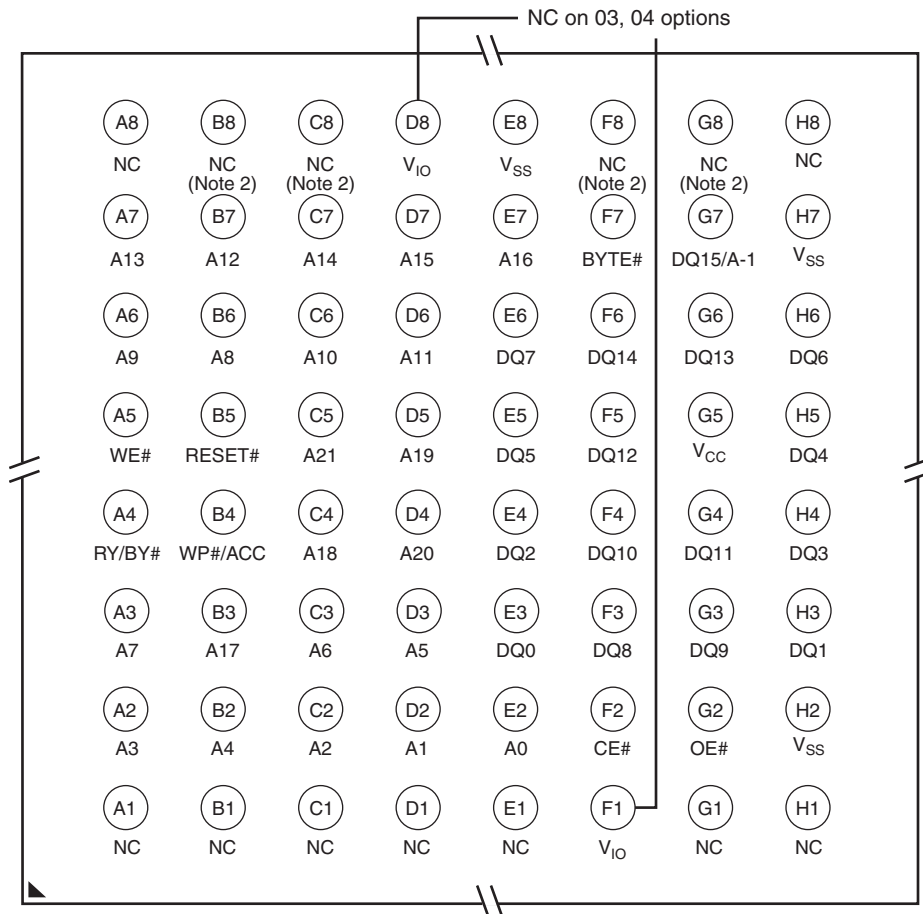 NC on 03, 04 options
A8 B8 C8 D8 E8 F8 G8 H8
NC NC NC VIO VSS NC NC NC
(Note 2) (Note 2) (Note 2) (Note 2)
A7 B7 C7 D7 E7 F7 G7 H7
A13 A12 A14 A15 A16 BYTE# DQ15/A-1 VSS
A6 B6 C6 D6 E6 F6 G6 H6
A9 A8 A10 A11 DQ7 DQ14 DQ13 DQ6
A5 B5 C5 D5 E5 F5 G5 H5
WE# RESET# A21 A19 DQ5 DQ12 VCC DQ4
A4 B4 C4 D4 E4 F4 G4 H4
RY/BY# WP#/ACC A18 A20 DQ2 DQ10 DQ11 DQ3
A3 B3 C3 D3 E3 F3 G3 H3
A7 A17 A6 A5 DQ0 DQ8 DQ9 DQ1
A2 B2 C2 D2 E2 F2 G2 H2
A3 A4 A2 A1 A0 CE# OE# VSS
A1 B1 C1 D1 E1 F1 G1 H1
NC NC NC NC NC VIO NC NC